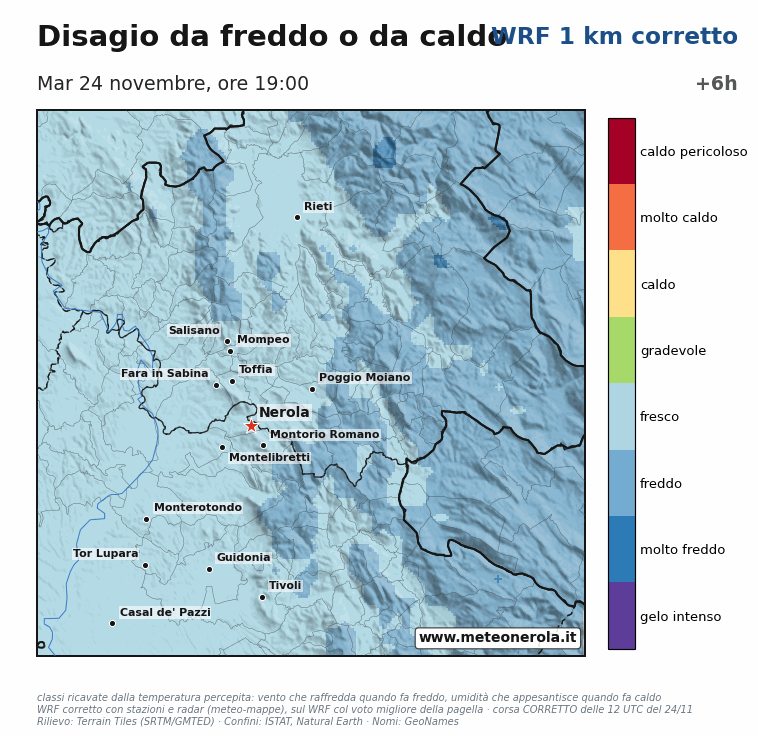 Disagio da freddo o da caldo
WRF 1 km corretto
Mar 24 novembre, ore 19:00
+6h
Rieti
Salisano
Mompeo
Toffia
Fara in Sabina
Poggio Moiano
Nerola
Montorio Romano
Montelibretti
Monterotondo
Tor Lupara
Guidonia
Tivoli
Casal de' Pazzi
www.meteonerola.it
caldo pericoloso
molto caldo
caldo
gradevole
fresco
freddo
molto freddo
gelo intenso
classi ricavate dalla temperatura percepita: vento che raffredda quando fa freddo, umidità che appesantisce quando fa caldo
WRF corretto con stazioni e radar (meteo-mappe), sul WRF col voto migliore della pagella · corsa CORRETTO delle 12 UTC del 24/11
Rilievo: Terrain Tiles (SRTM/GMTED) · Confini: ISTAT, Natural Earth · Nomi: GeoNames